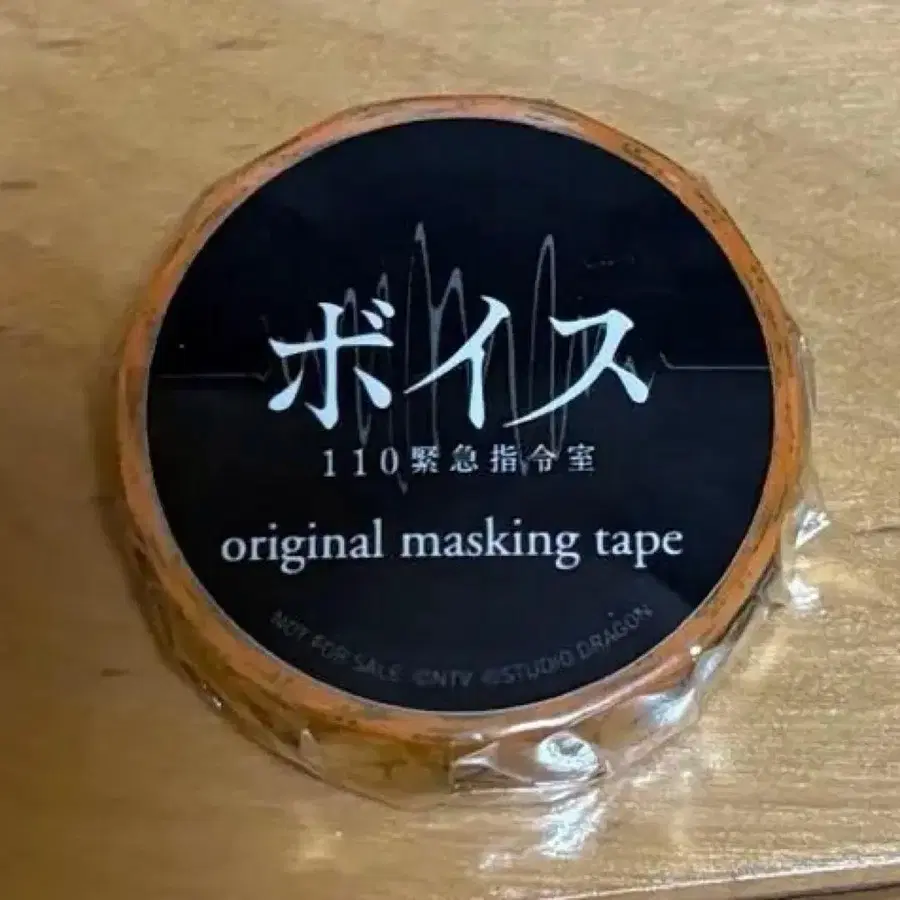 ボイス
110緊急指令室
original masking tape
NOT FOR SALE ©NTV ©STUDIO DRAGON